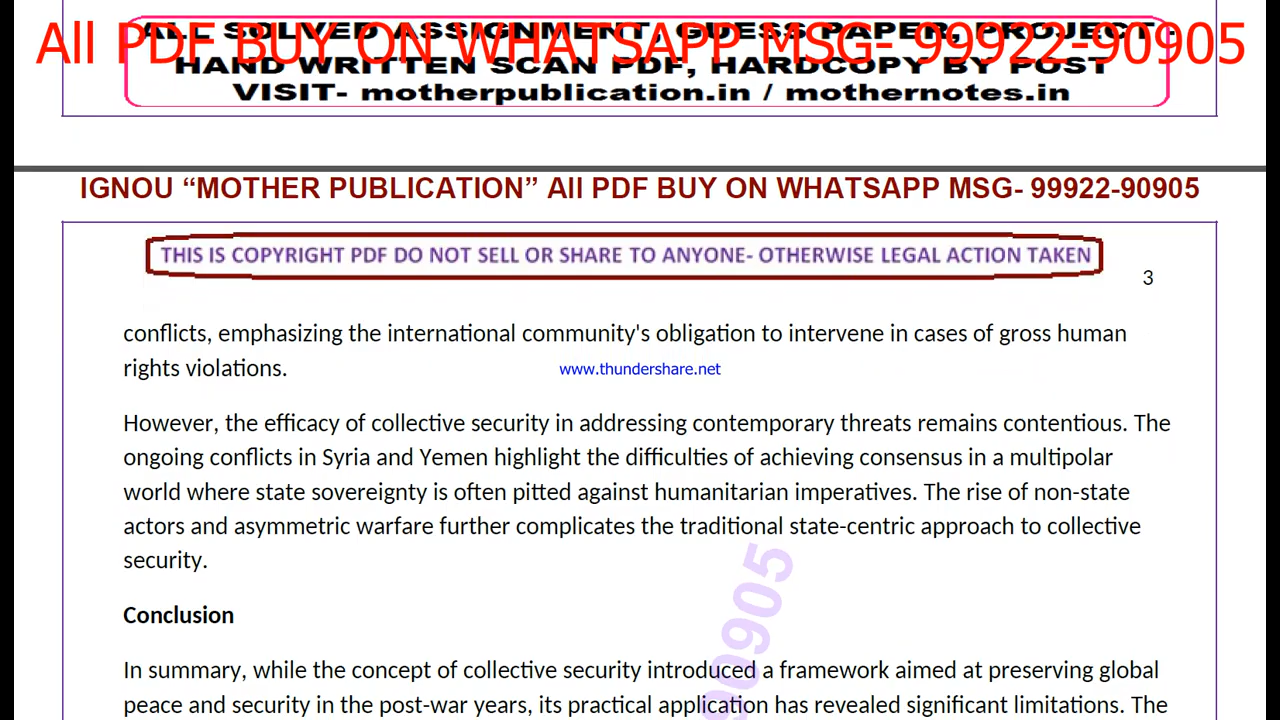 ALL SOLVED ASSIGNMENT, GUESS PAPER, PROJECT-
All PDF BUY ON WHATSAPP MSG- 99922-90905
HAND WRITTEN SCAN PDF, HARDCOPY BY POST
VISIT- motherpublication.in / mothernotes.in
IGNOU “MOTHER PUBLICATION” All PDF BUY ON WHATSAPP MSG- 99922-90905
THIS IS COPYRIGHT PDF DO NOT SELL OR SHARE TO ANYONE- OTHERWISE LEGAL ACTION TAKEN
3
conflicts, emphasizing the international community's obligation to intervene in cases of gross human
rights violations.
www.thundershare.net
However, the efficacy of collective security in addressing contemporary threats remains contentious. The
ongoing conflicts in Syria and Yemen highlight the difficulties of achieving consensus in a multipolar
world where state sovereignty is often pitted against humanitarian imperatives. The rise of non-state
actors and asymmetric warfare further complicates the traditional state-centric approach to collective
security.
90905
Conclusion
In summary, while the concept of collective security introduced a framework aimed at preserving global
peace and security in the post-war years, its practical application has revealed significant limitations. The